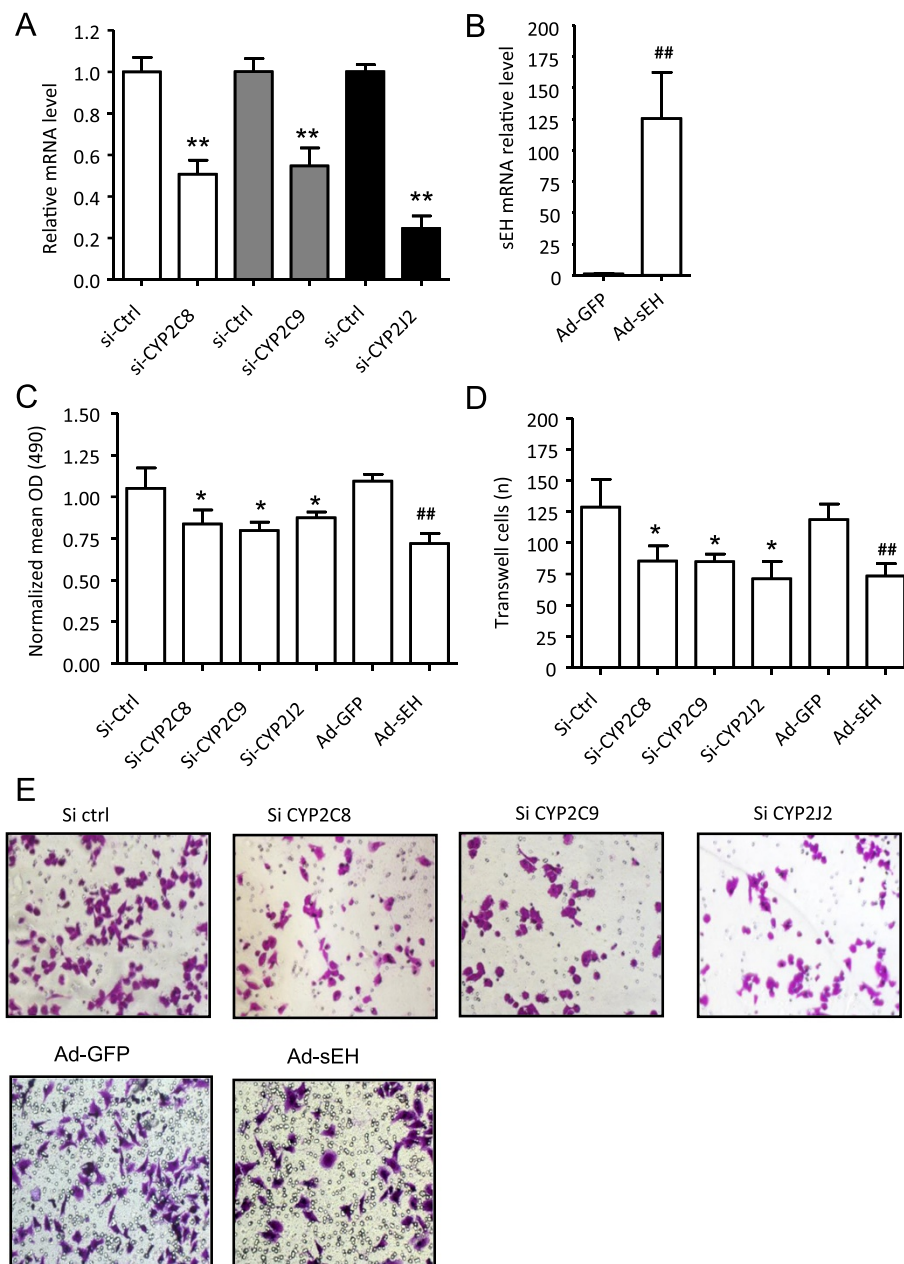 A
Relative mRNA level
1.2
1.0
0.8
0.6
0.4
0.2
0.0
**
**
**
si-Ctrl
si-CYP2C8
si-Ctrl
si-CYP2C9
si-Ctrl
si-CYP2J2
B
sEH mRNA relative level
200
175
150
125
100
75
50
25
0
##
Ad-GFP
Ad-sEH
C
Normalized mean OD (490)
1.50
1.25
1.00
0.75
0.50
0.25
0.00
*
*
*
##
Si-Ctrl
Si-CYP2C8
Si-CYP2C9
Si-CYP2J2
Ad-GFP
Ad-sEH
D
Transwell cells (n)
200
175
150
125
100
75
50
25
0
*
*
*
##
Si-Ctrl
Si-CYP2C8
Si-CYP2C9
Si-CYP2J2
Ad-GFP
Ad-sEH
E
Si ctrl
Si CYP2C8
Si CYP2C9
Si CYP2J2
Ad-GFP
Ad-sEH